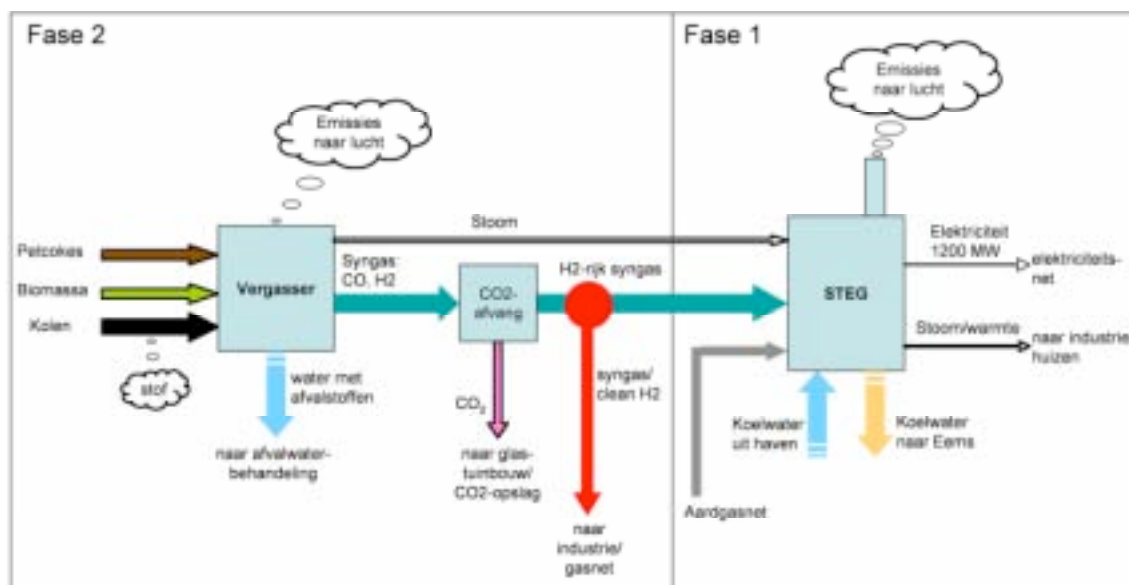 Fase 2
Fase 1
Emissies
naar lucht
Emissies
naar lucht
Stoom
Petcokes
Biomassa
Kolen
stof
Vergasser
Syngas:
CO, H2
CO2-
afvang
H2-rijk syngas
STEG
Elektriciteit
1200 MW
elektriciteits-
net
Stoom/warmte
naar industrie
huizen
water met
afvalstoffen
naar afvalwater-
behandeling
CO2
naar glas-
tuinbouw/
CO2-opslag
syngas/
clean H2
naar
industrie/
gasnet
Koelwater
uit haven
Koelwater
naar Eems
Aardgasnet